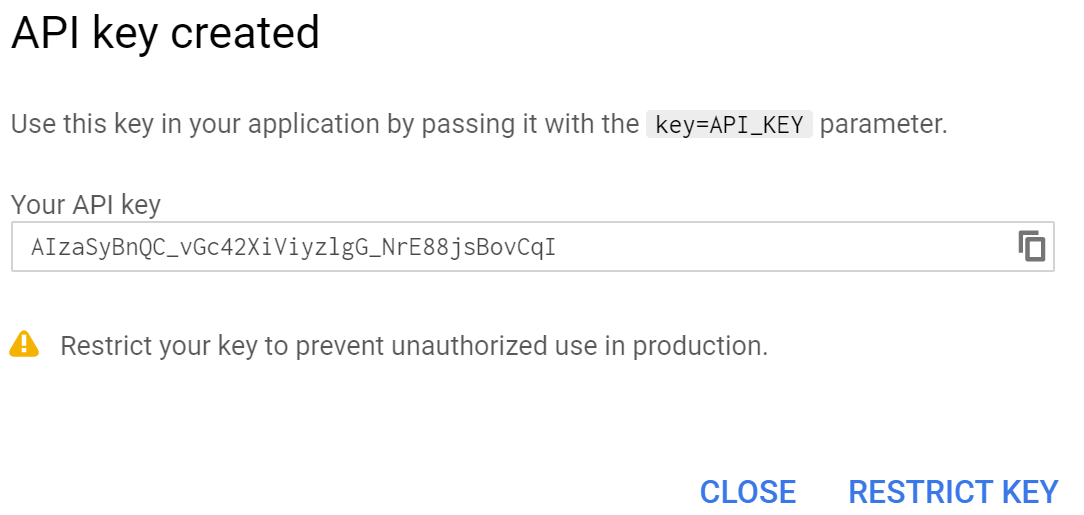 API key created
Use this key in your application by passing it with the key=API_KEY parameter.
Your API key
AIzaSyBnQC_vGc42XiViyzlgG_NrE88jsBovCqI
Restrict your key to prevent unauthorized use in production.
CLOSE RESTRICT KEY